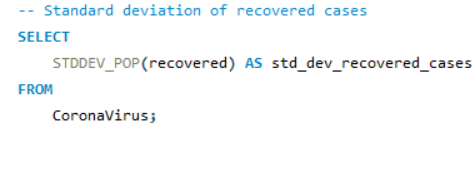 -- Standard deviation of recovered cases
SELECT
STDDEV_POP(recovered) AS std_dev_recovered_cases
FROM
CoronaVirus;